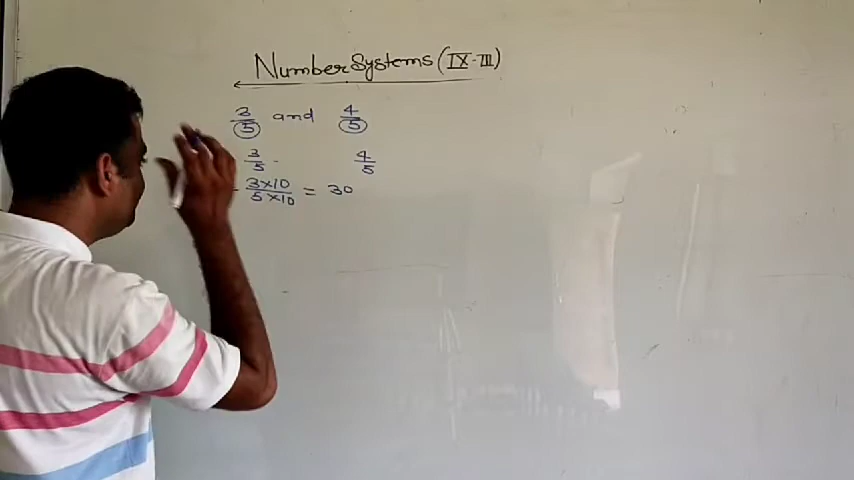 Number Systems (IX-III)
3/5 and 4/5
3/5 - 4/5
- 3×10/5×10 = 30